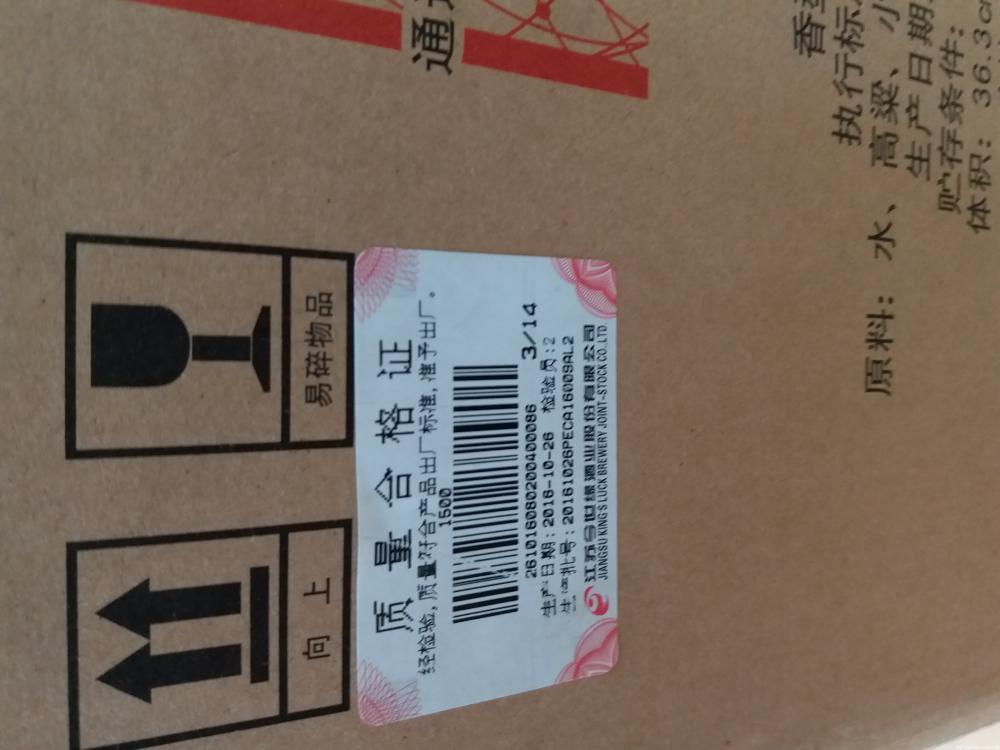 易碎物品
向上
质量合格证
经检验,质量符合产品出厂标准,准予出厂。
1500
26101608020040086
3/14
生产日期:2016-10-26 检验员:2
生产批号:20161026PECA16009AL2
江苏今世缘酒业股份有限公司
JIANGSU KING'S LUCK BREWERY JOINT-STOCK CO.LTD.
通
香
执行标
原料:水、高粱、小
生产日期
贮存条件:
体积:36.3c